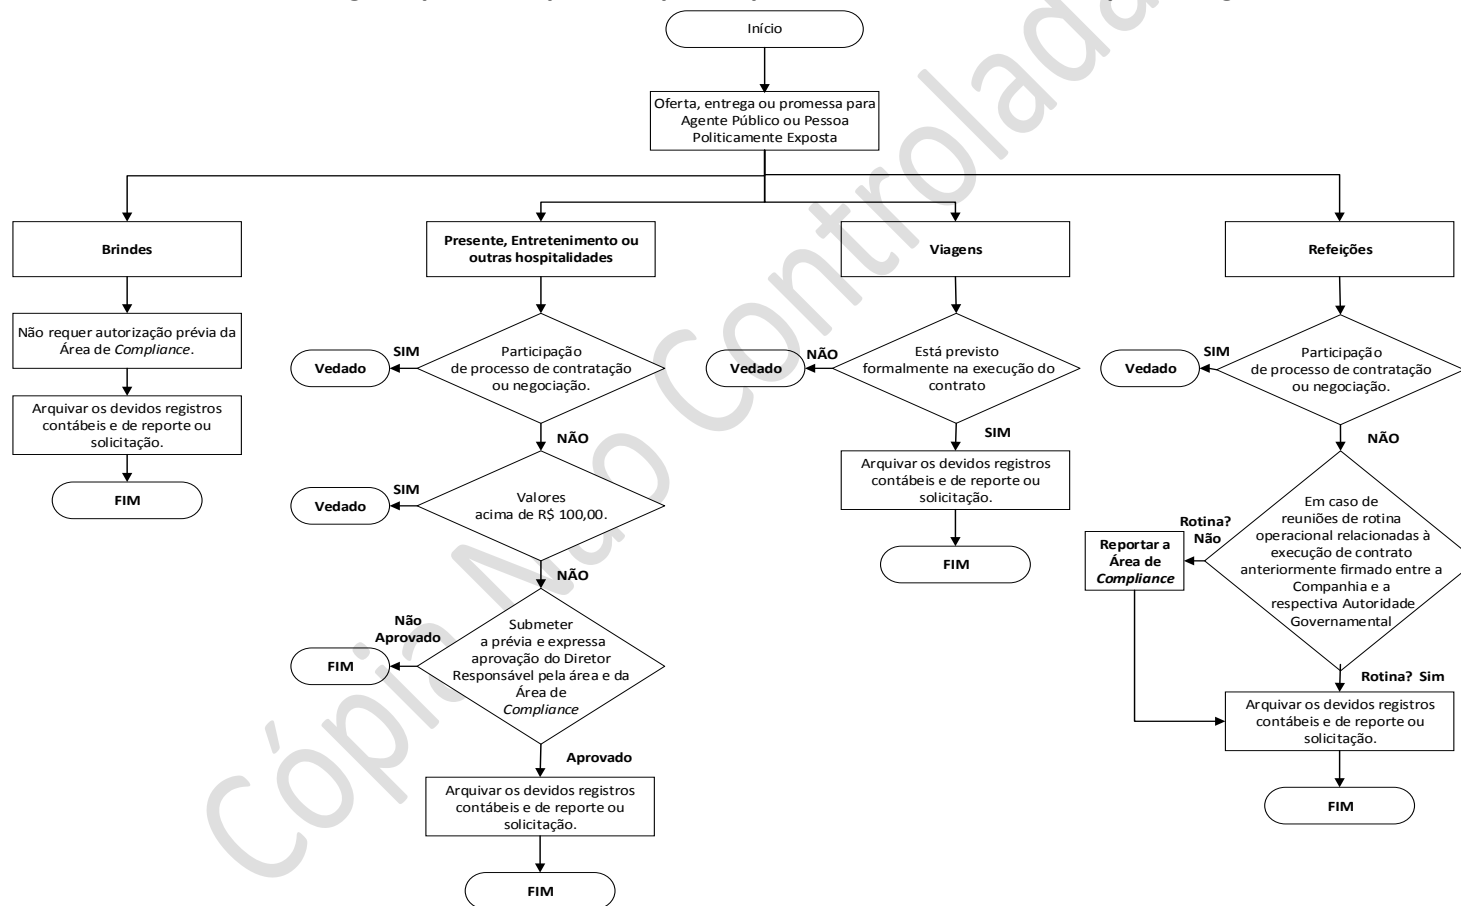 Início
Oferta, entrega ou promessa para
Agente Público ou Pessoa
Politicamente Exposta
Brindes
Não requer autorização prévia da
Área de Compliance.
Arquivar os devidos registros
contábeis e de reporte ou
solicitação.
FIM
Presente, Entretenimento ou
outras hospitalidades
Participação
de processo de contratação
ou negociação.
SIM
Vedado
NÃO
Valores
acima de R$ 100,00.
SIM
Vedado
NÃO
Submeter
a prévia e expressa
aprovação do Diretor
Responsável pela área e da
Área de
Compliance
Não
Aprovado
FIM
Aprovado
Arquivar os devidos registros
contábeis e de reporte ou
solicitação.
FIM
Viagens
Está previsto
formalmente na execução do
contrato
NÃO
Vedado
SIM
Arquivar os devidos registros
contábeis e de reporte ou
solicitação.
FIM
Refeições
Participação
de processo de contratação
ou negociação.
SIM
Vedado
NÃO
Em caso de
reuniões de rotina
operacional relacionadas à
execução de contrato
anteriormente firmado entre a
Companhia e a
respectiva Autoridade
Governamental
Rotina?
Não
Reportar a
Área de
Compliance
Rotina? Sim
Arquivar os devidos registros
contábeis e de reporte ou
solicitação.
FIM
Cópia Não Controlada